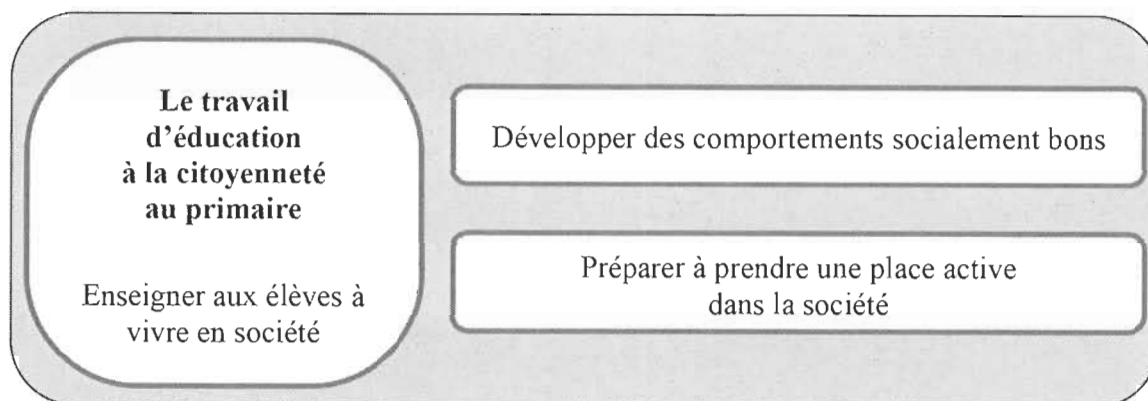 Le travail
d'éducation
à la citoyenneté
au primaire
Enseigner aux élèves à
vivre en société
Développer des comportements socialement bons
Préparer à prendre une place active
dans la société